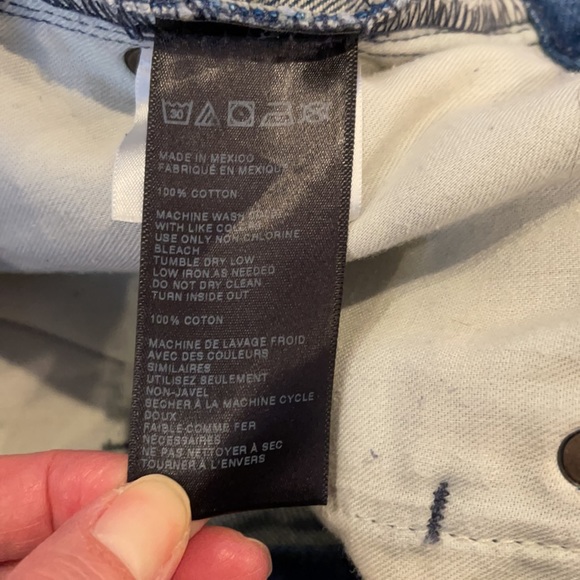 30
MADE IN MEXICO
FABRIQUÉ EN MEXIQUE
100% COTTON
MACHINE WASH COLD
WITH LIKE COLORS
USE ONLY NON-CHLORINE
BLEACH
TUMBLE DRY LOW
LOW IRON AS NEEDED
DO NOT DRY CLEAN
TURN INSIDE OUT
100% COTON
MACHINE DE LAVAGE FROID
AVEC DES COULEURS
SIMILAIRES
UTILISEZ SEULEMENT
NON-JAVEL
SÉCHER À LA MACHINE CYCLE
DOUX
FAIBLE-COMME FER
NÉCESSAIRES
NE PAS NETTOYER À SEC
TOURNER À L'ENVERS